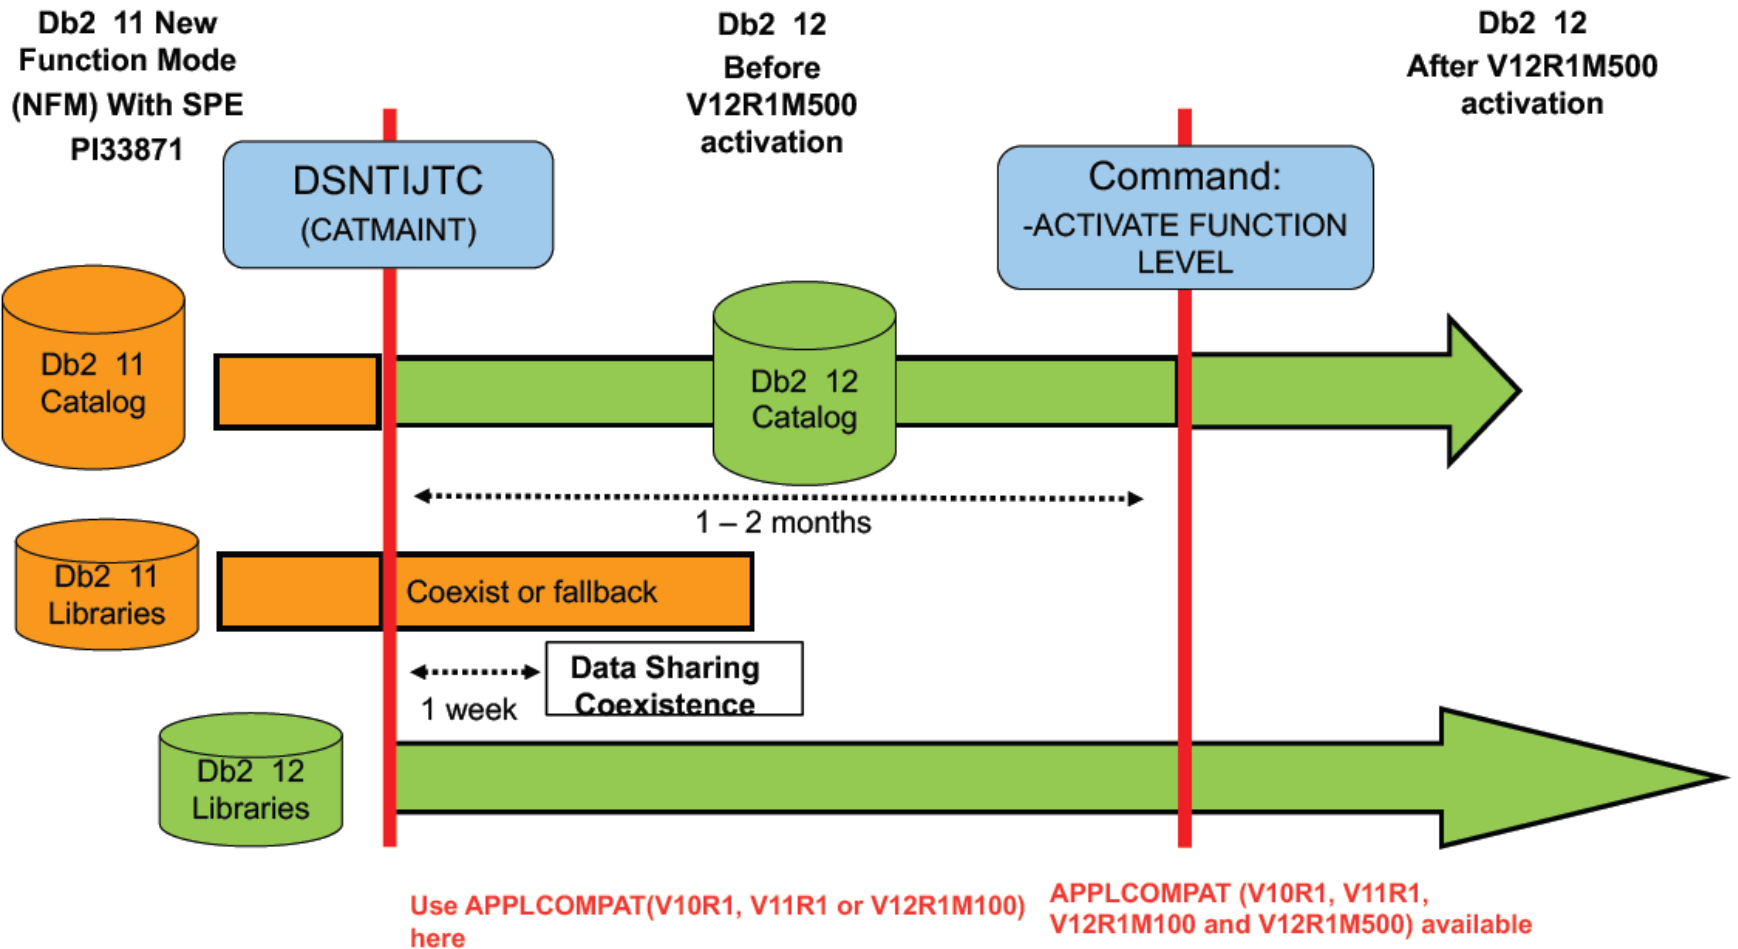 Db2 11 New
Function Mode
(NFM) With SPE
PI33871
Db2 12
Before
V12R1M500
activation
Db2 12
After V12R1M500
activation
DSNTIJTC
(CATMAINT)
Command:
-ACTIVATE FUNCTION
LEVEL
Db2 11
Catalog
Db2 12
Catalog
1 – 2 months
Db2 11
Libraries
Coexist or fallback
Data Sharing
Coexistence
1 week
Db2 12
Libraries
Use APPLCOMPAT(V10R1, V11R1 or V12R1M100)
here
APPLCOMPAT (V10R1, V11R1,
V12R1M100 and V12R1M500) available